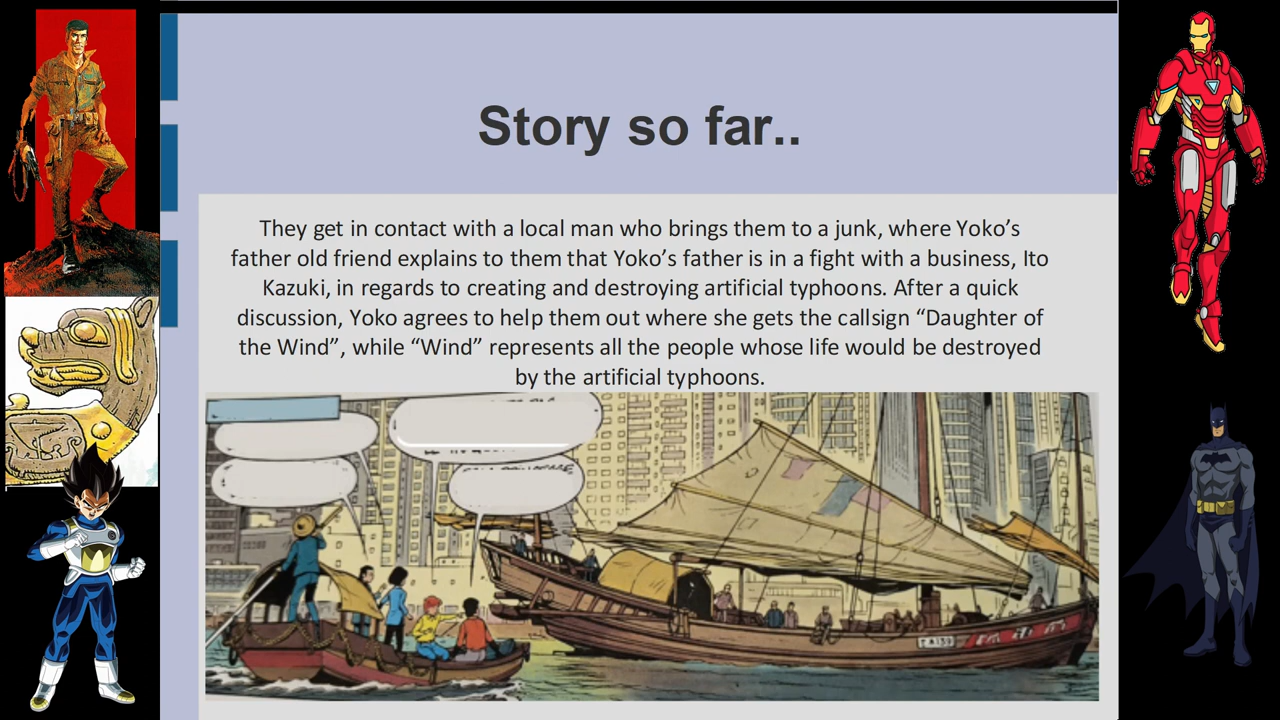 Story so far..
They get in contact with a local man who brings them to a junk, where Yoko’s
father old friend explains to them that Yoko’s father is in a fight with a business, Ito
Kazuki, in regards to creating and destroying artificial typhoons. After a quick
discussion, Yoko agrees to help them out where she gets the callsign “Daughter of
the Wind”, while “Wind” represents all the people whose life would be destroyed
by the artificial typhoons.